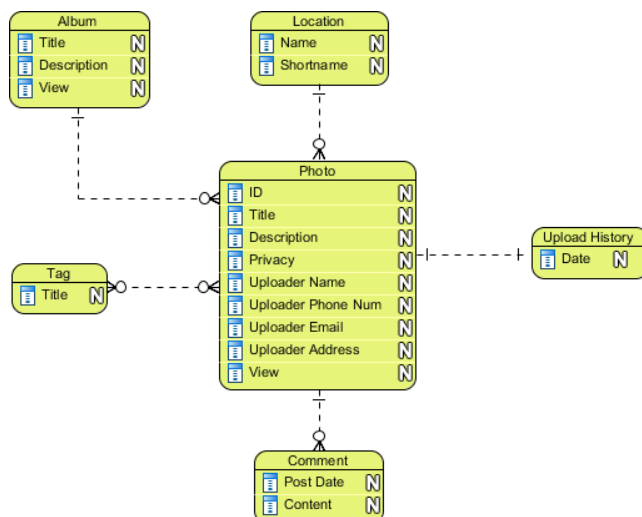 Album
Title N
Description N
View N
Location
Name N
Shortname N
Photo
ID N
Title N
Description N
Privacy N
Uploader Name N
Uploader Phone Num N
Uploader Email N
Uploader Address N
View N
Upload History
Date N
Tag
Title N
Comment
Post Date N
Content N